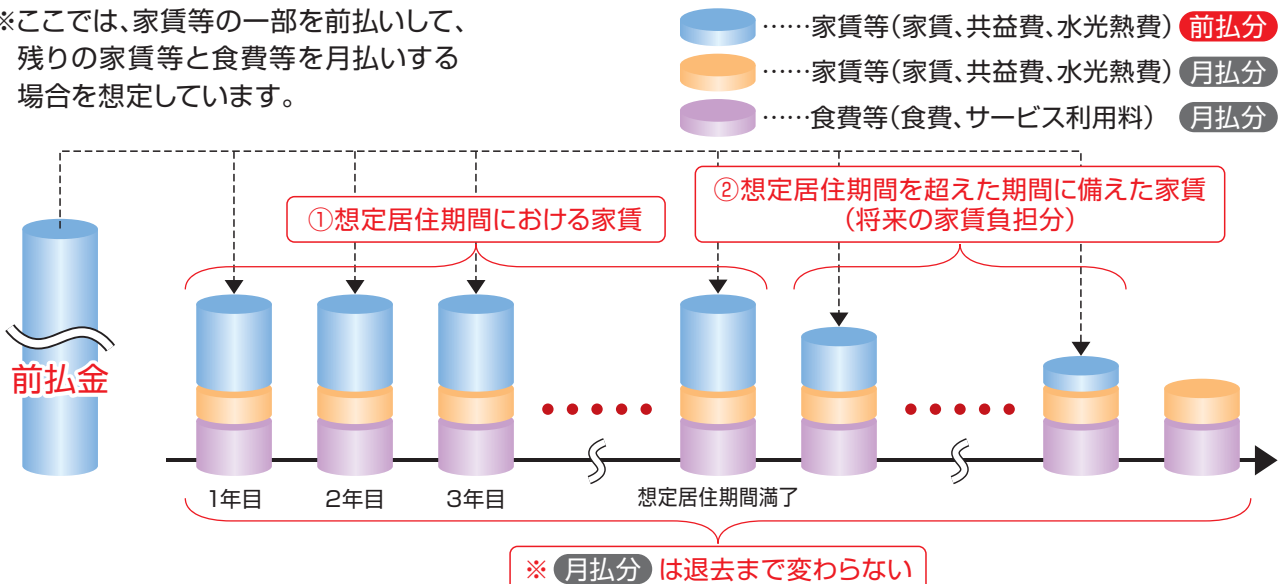 ※ここでは、家賃等の一部を前払いして、
残りの家賃等と食費等を月払いする
場合を想定しています。
……家賃等(家賃、共益費、水光熱費) 前払分
……家賃等(家賃、共益費、水光熱費) 月払分
……食費等(食費、サービス利用料) 月払分
①想定居住期間における家賃
②想定居住期間を超えた期間に備えた家賃
(将来の家賃負担分)
前払金
1年目 2年目 3年目 想定居住期間満了
※ 月払分 は退去まで変わらない